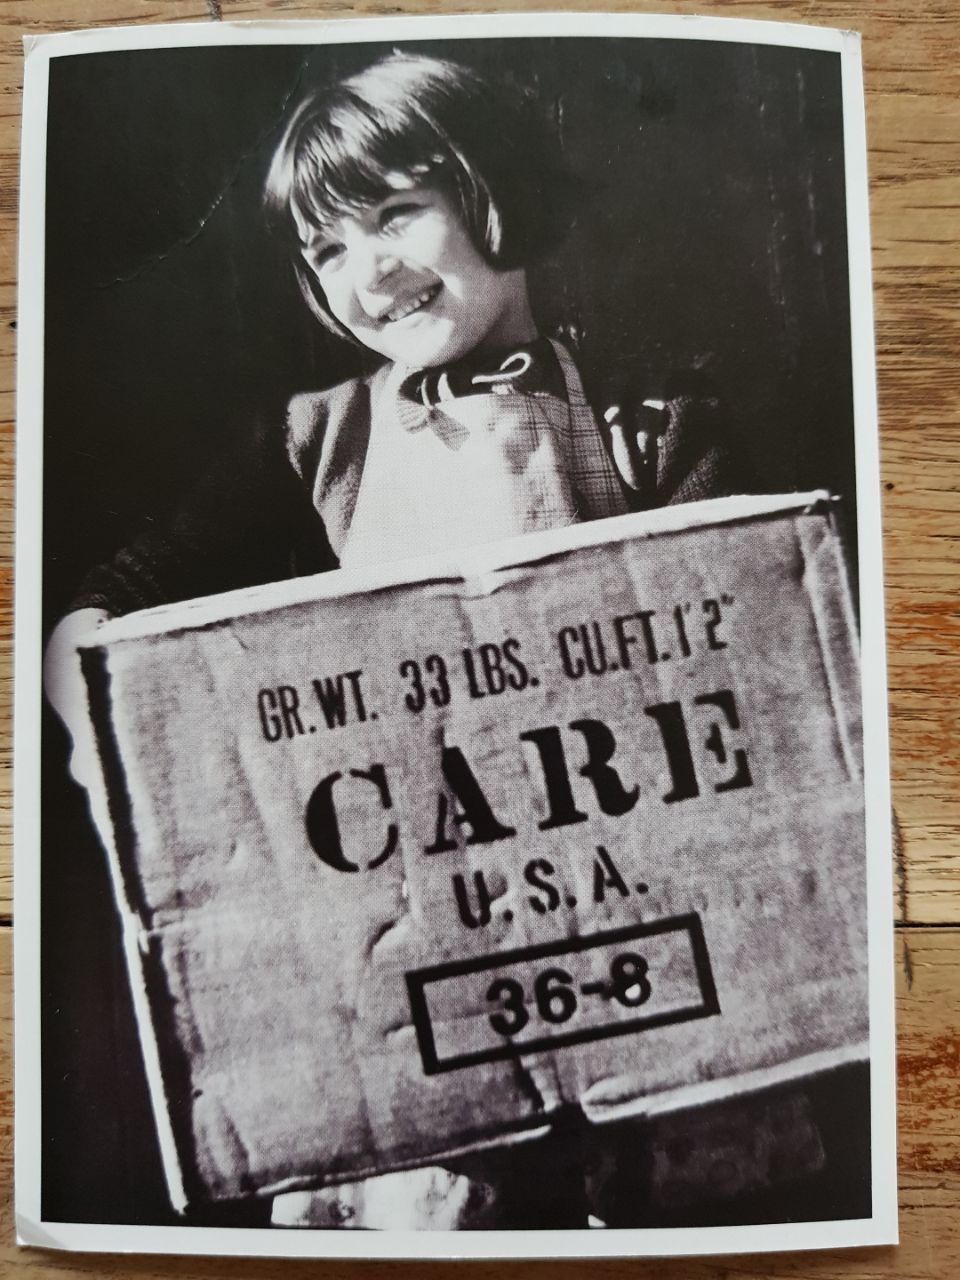 GR.WT. 33 LBS. CU.FT. 1' 2"
CARE
U.S.A.
36-8